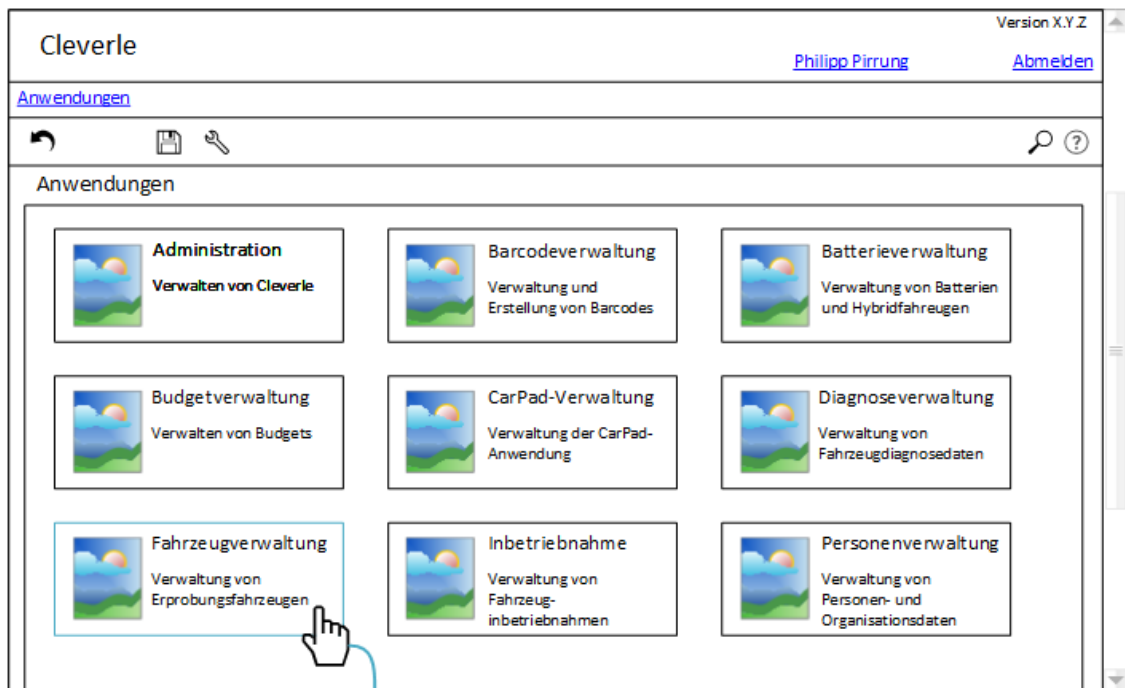 Version X.Y.Z
Cleverle
Philipp Pirrung
Abmelden
Anwendungen
?
Anwendungen
Administration
Verwalten von Cleverle
Barcodeverwaltung
Verwaltung und
Erstellung von Barcodes
Batterieverwaltung
Verwaltung von Batterien
und Hybridfahreugen
Budgetverwaltung
Verwalten von Budgets
CarPad-Verwaltung
Verwaltung der CarPad-
Anwendung
Diagnoseverwaltung
Verwaltung von
Fahrzeugdiagnosedaten
Fahrzeugverwaltung
Verwaltung von
Erprobungsfahrzeugen
Inbetriebnahme
Verwaltung von
Fahrzeug-
inbetriebnahmen
Personenverwaltung
Verwaltung von
Personen- und
Organisationsdaten